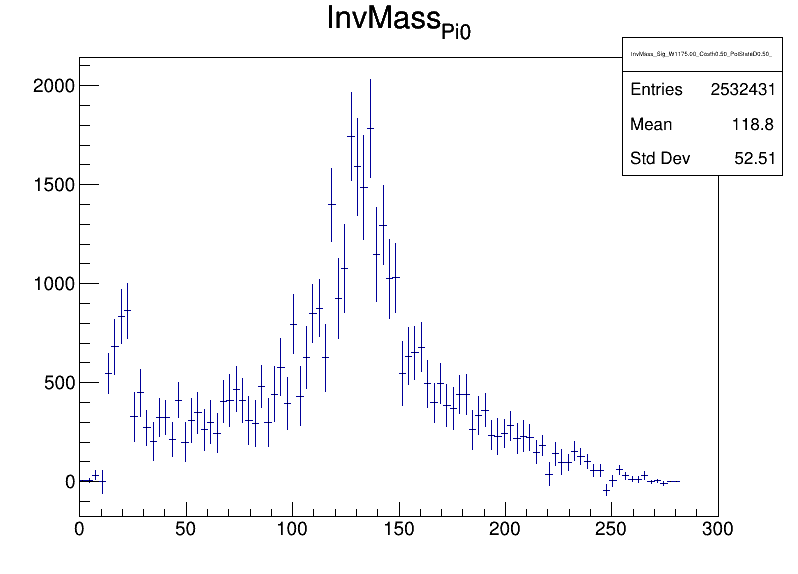 InvMass_Pi0
InvMass_Sig_W1175.00_Costh0.50_PolStateD0.50_
Entries 2532431
Mean 118.8
Std Dev 52.51
2000
1500
1000
500
0
0 50 100 150 200 250 300